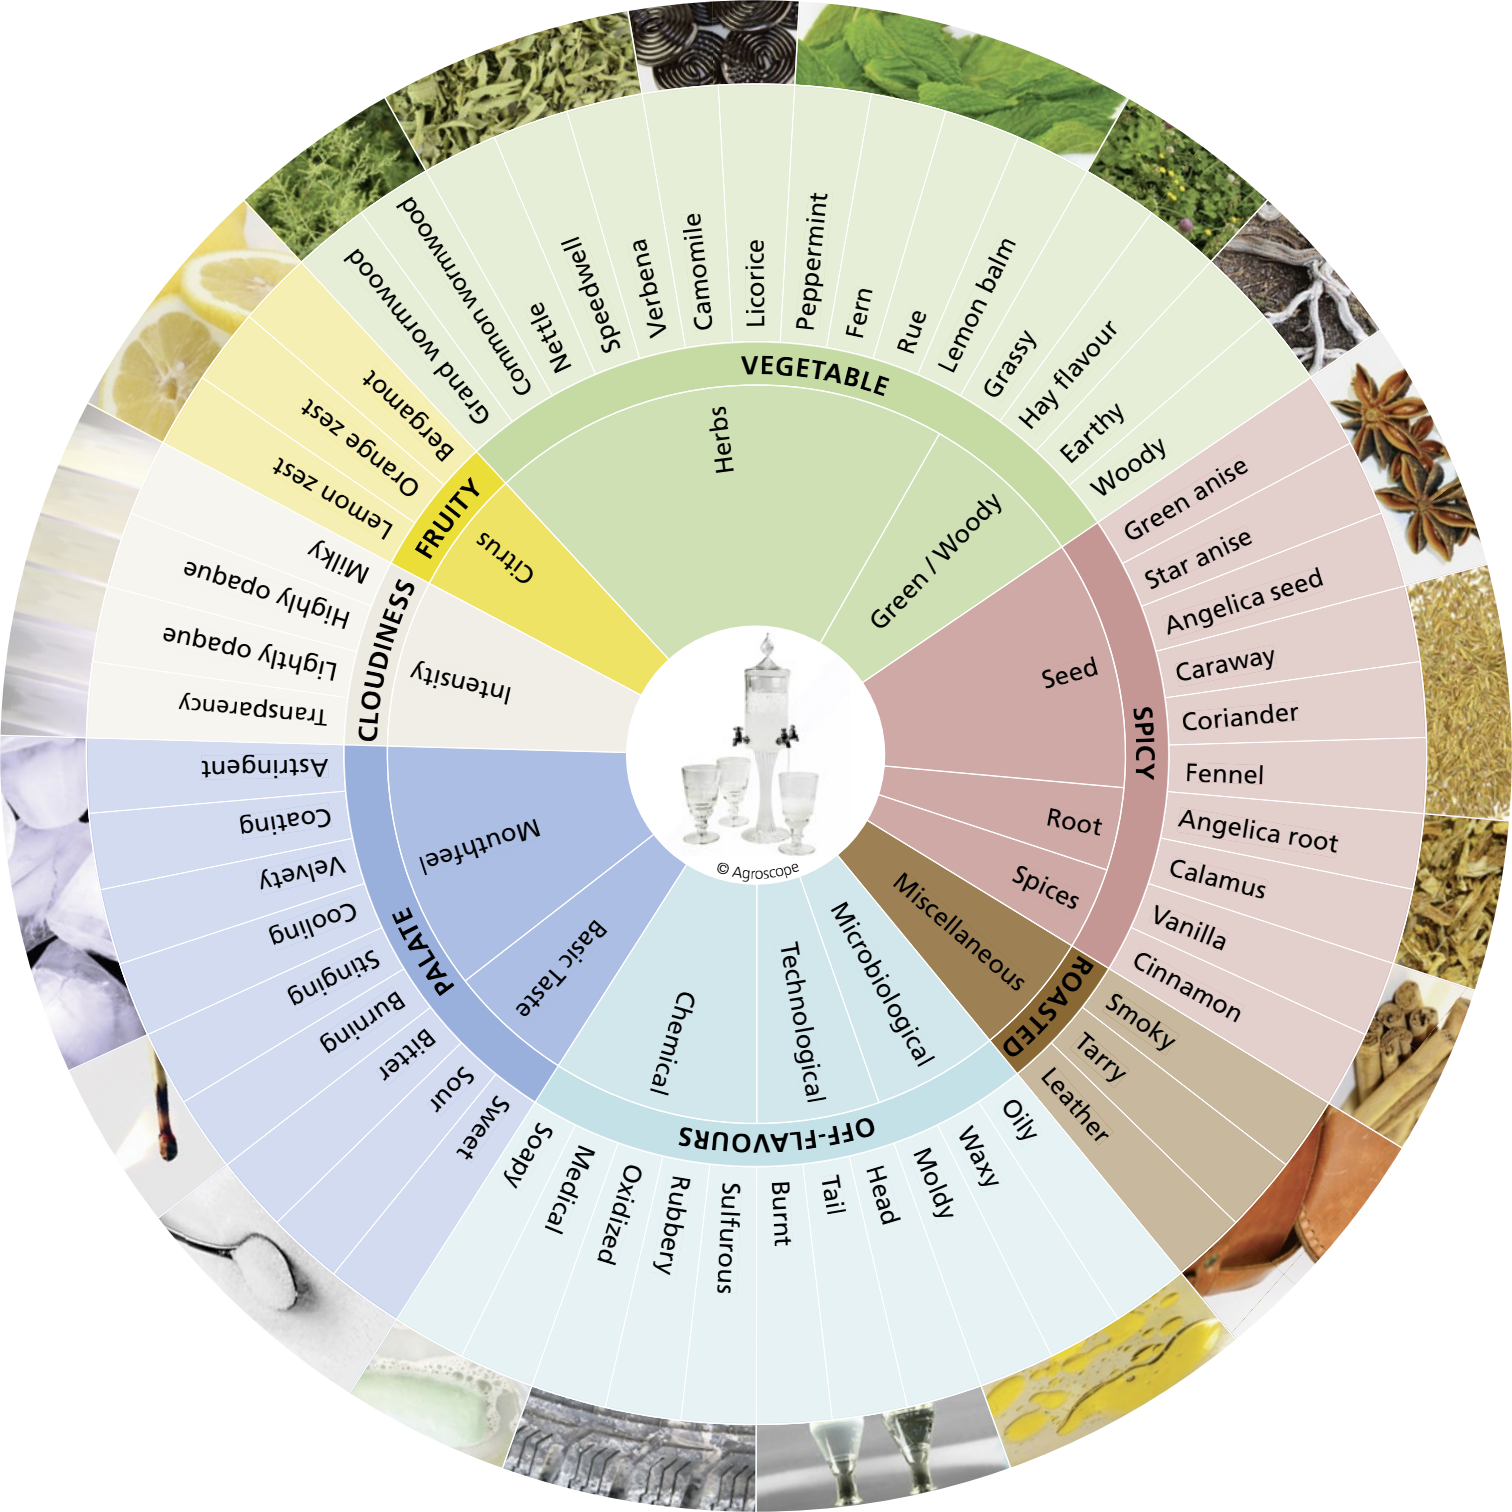 VEGETABLE
Herbs
Grand wormwood
Common wormwood
Nettle
Speedwell
Verbena
Camomile
Licorice
Peppermint
Fern
Rue
Lemon balm
Green / Woody
Grassy
Hay flavour
Earthy
Woody
SPICY
Seed
Green anise
Star anise
Angelica seed
Caraway
Coriander
Fennel
Root
Angelica root
Calamus
Spices
Vanilla
Cinnamon
ROASTED
Miscellaneous
Smoky
Tarry
Leather
OFF-FLAVOURS
Microbiological
Oily
Waxy
Moldy
Technological
Head
Tail
Burnt
Chemical
Sulfurous
Rubbery
Oxidized
Medical
Soapy
PALATE
Basic Taste
Sweet
Sour
Bitter
Mouthfeel
Burning
Stinging
Cooling
Velvety
Coating
Astringent
CLOUDINESS
Intensity
Transparency
Lightly opaque
Highly opaque
Milky
FRUITY
Citrus
Lemon zest
Orange zest
Bergamot
© Agroscope